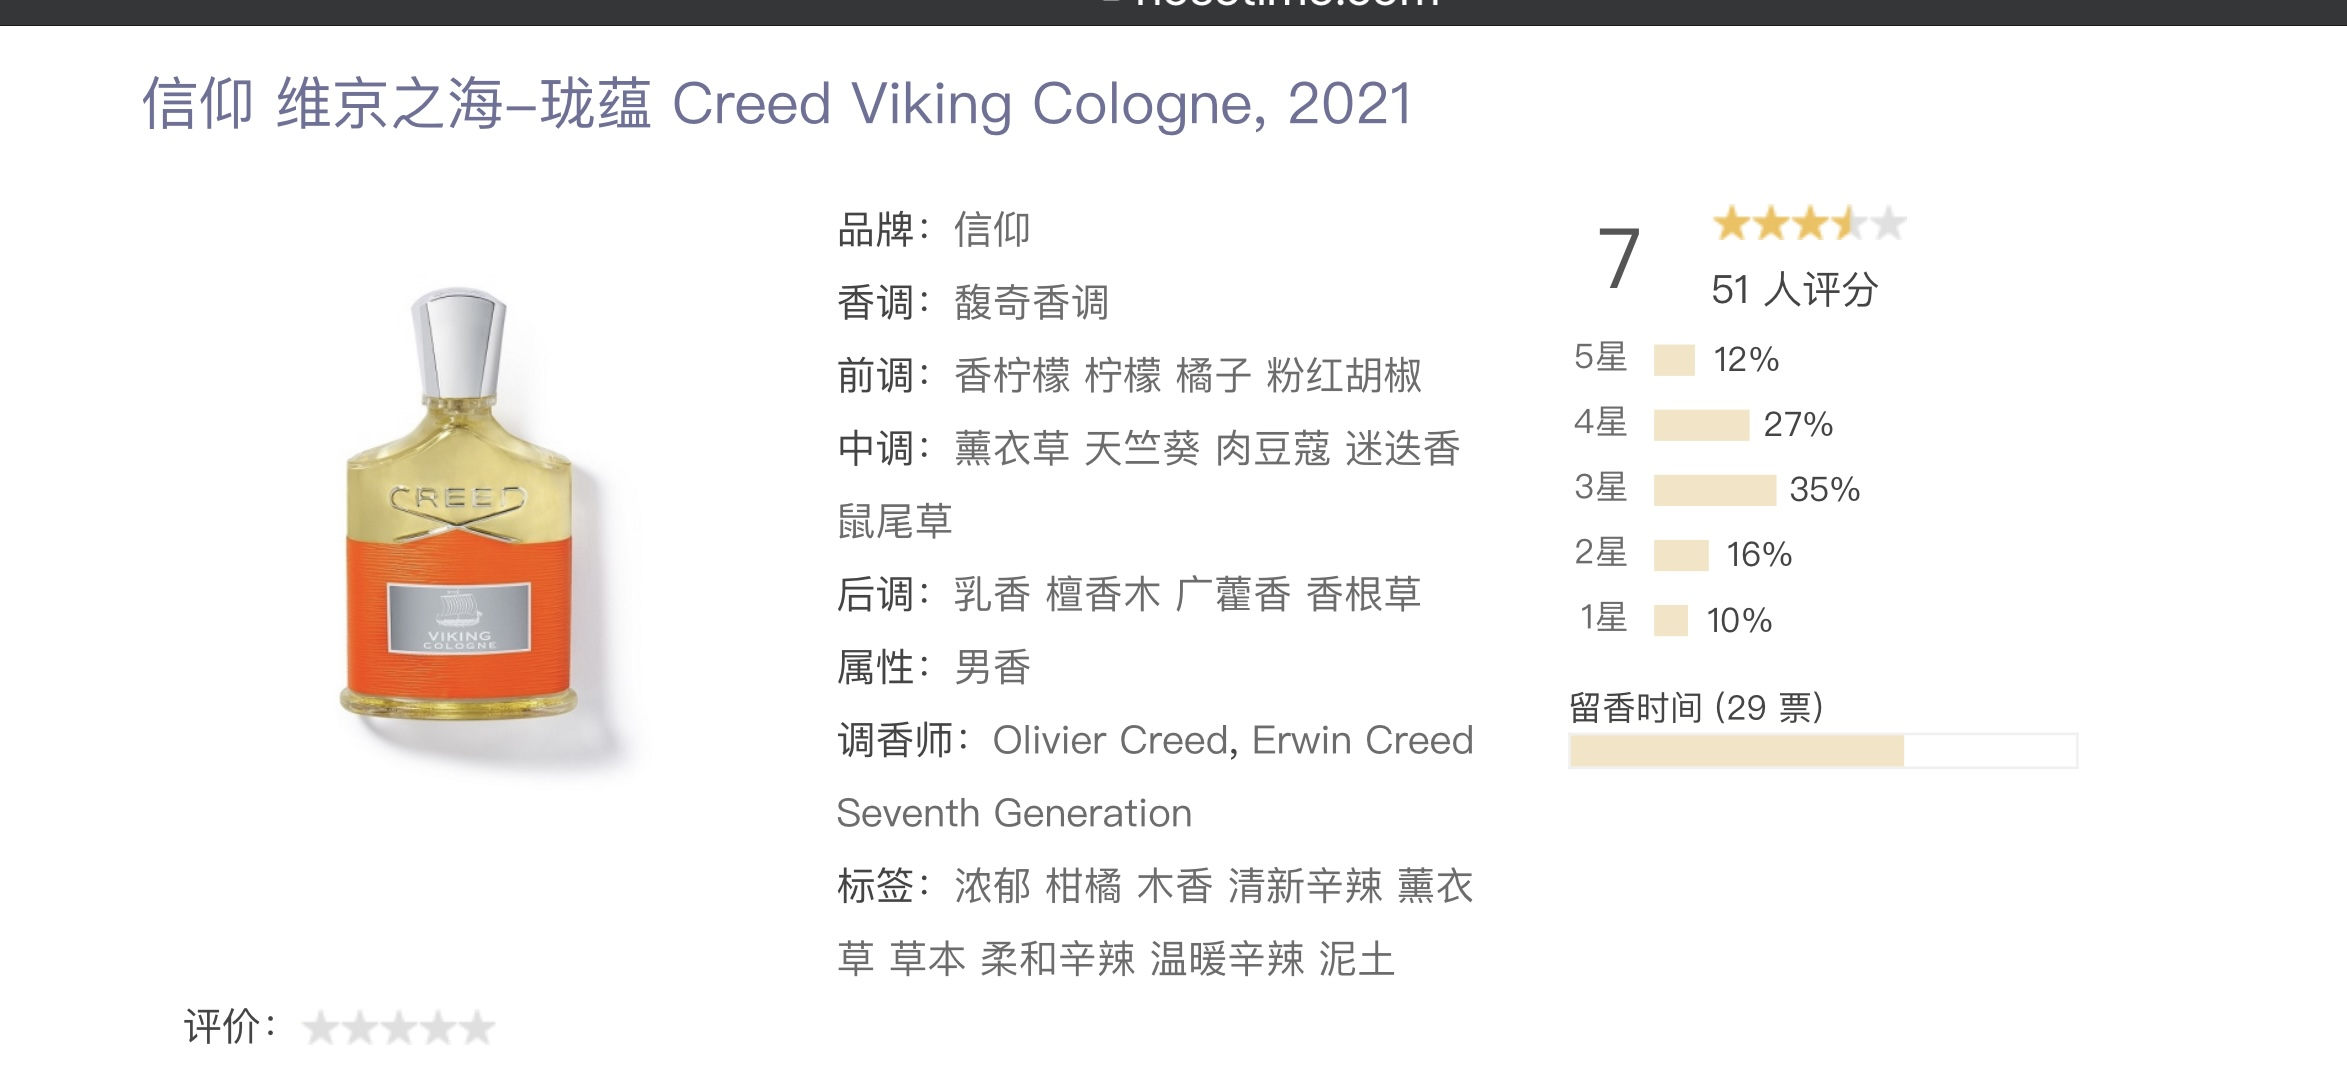 信仰 维京之海–珑蕴 Creed Viking Cologne, 2021
CREED
VIKING
COLOGNE
评价：
品牌： 信仰
香调： 馥奇香调
前调： 香柠檬 柠檬 橘子 粉红胡椒
中调： 薰衣草 天竺葵 肉豆蔻 迷迭香
鼠尾草
后调： 乳香 檀香木 广藿香 香根草
属性： 男香
调香师： Olivier Creed, Erwin Creed
Seventh Generation
标签： 浓郁 柑橘 木香 清新辛辣 薰衣
草 草本 柔和辛辣 温暖辛辣 泥土
7
51 人评分
5星 12%
4星 27%
3星 35%
2星 16%
1星 10%
留香时间 (29 票)